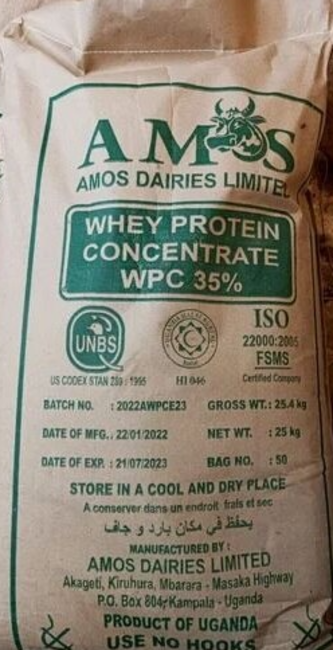 AMOS
AMOS DAIRIES LIMITED
WHEY PROTEIN
CONCENTRATE
WPC 35%
UNBS
US CODEX STAN 289 : 1995
HI 046
ISO
22000:2005
FSMS
Certified Company
BATCH NO. : 2022AWPCE23
GROSS WT.: 25.4 kg
DATE OF MFG.: 22/01/2022
NET WT. : 25 kg
DATE OF EXP : 21/07/2023
BAG NO. : 50
STORE IN A COOL AND DRY PLACE
A conserver dans un endroit frais et sec
يحفظ في مكان بارد و جاف
MANUFACTURED BY :
AMOS DAIRIES LIMITED
Akageti, Kiruhura, Mbarara - Masaka Highway
P.O. Box 804, Kampala - Uganda
PRODUCT OF UGANDA
USE NO HOOKS